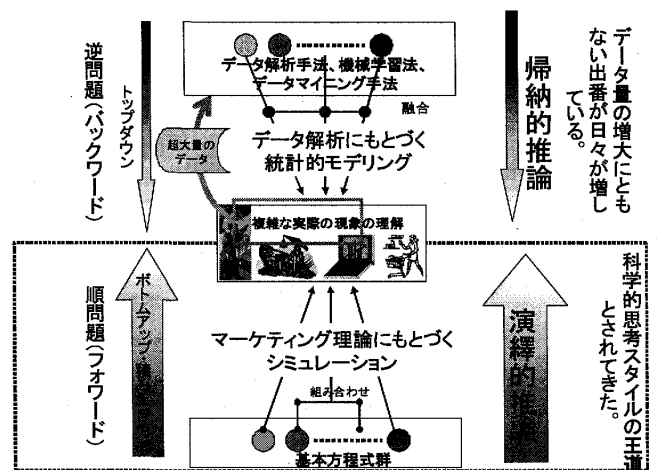 データ解析手法、機械学習法、
データマイニング手法
融合
超大量の
データ
データ解析にもとづく
統計的モデリング
複雑な実際の現象の理解
マーケティング理論にもとづく
シミュレーション
組み合わせ
基本方程式群
逆問題(バックワード)
トップダウン
順問題(フォワード)
ボトムアップ・
帰納的推論
データ量の増大にとも
ない出番が日々が増し
ている。
演繹的推論
科学的思考スタイルの王道
とされてきた。